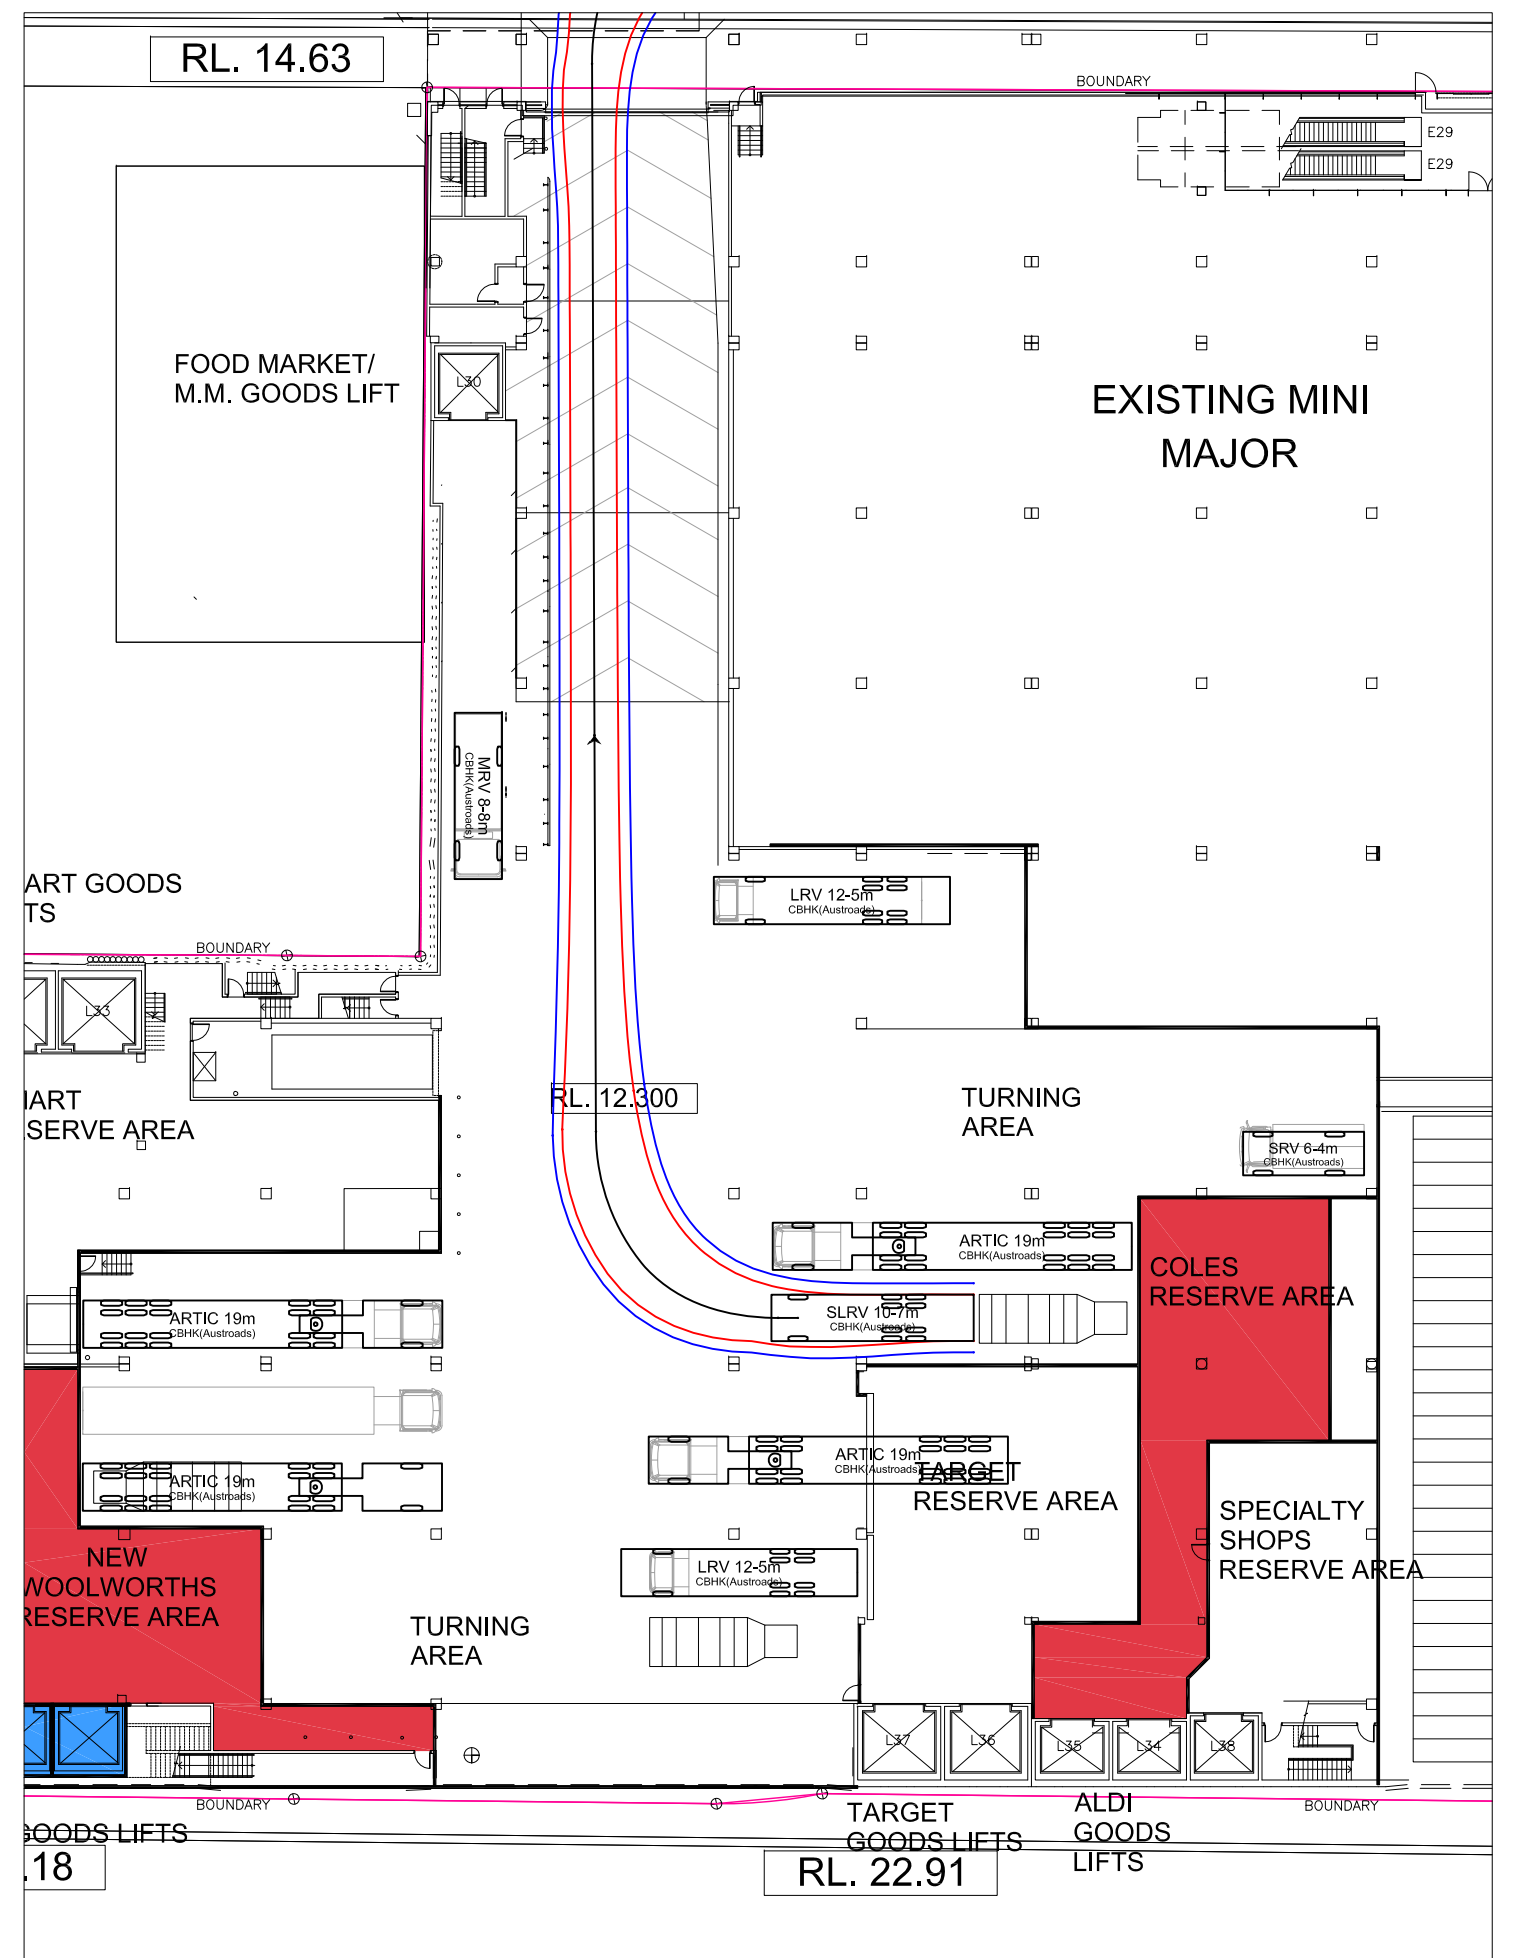 RL. 14.63
BOUNDARY
E29
E29
FOOD MARKET/
M.M. GOODS LIFT
L30
EXISTING MINI
MAJOR
MRV 8-8m
CBHK(Austroads)
LRV 12-5m
CBHK(Austroads)
ART GOODS
TS
BOUNDARY
L33
RL. 12.300
TURNING
AREA
SERVE AREA
SRV 6-4m
CBHK(Austroads)
ARTIC 19m
CBHK(Austroads)
COLES
RESERVE AREA
ARTIC 19m
CBHK(Austroads)
SLRV 10-7m
CBHK(Austroads)
ARTIC 19m
CBHK(Austroads)
ARTIC 19m
CBHK(Austroads)
TARGET
RESERVE AREA
SPECIALTY
SHOPS
RESERVE AREA
NEW
WOOLWORTHS
RESERVE AREA
LRV 12-5m
CBHK(Austroads)
TURNING
AREA
L37
L36
L35
L34
L38
BOUNDARY
BOUNDARY
TARGET
GOODS LIFTS
ALDI
GOODS
LIFTS
GOODS LIFTS
.18
RL. 22.91